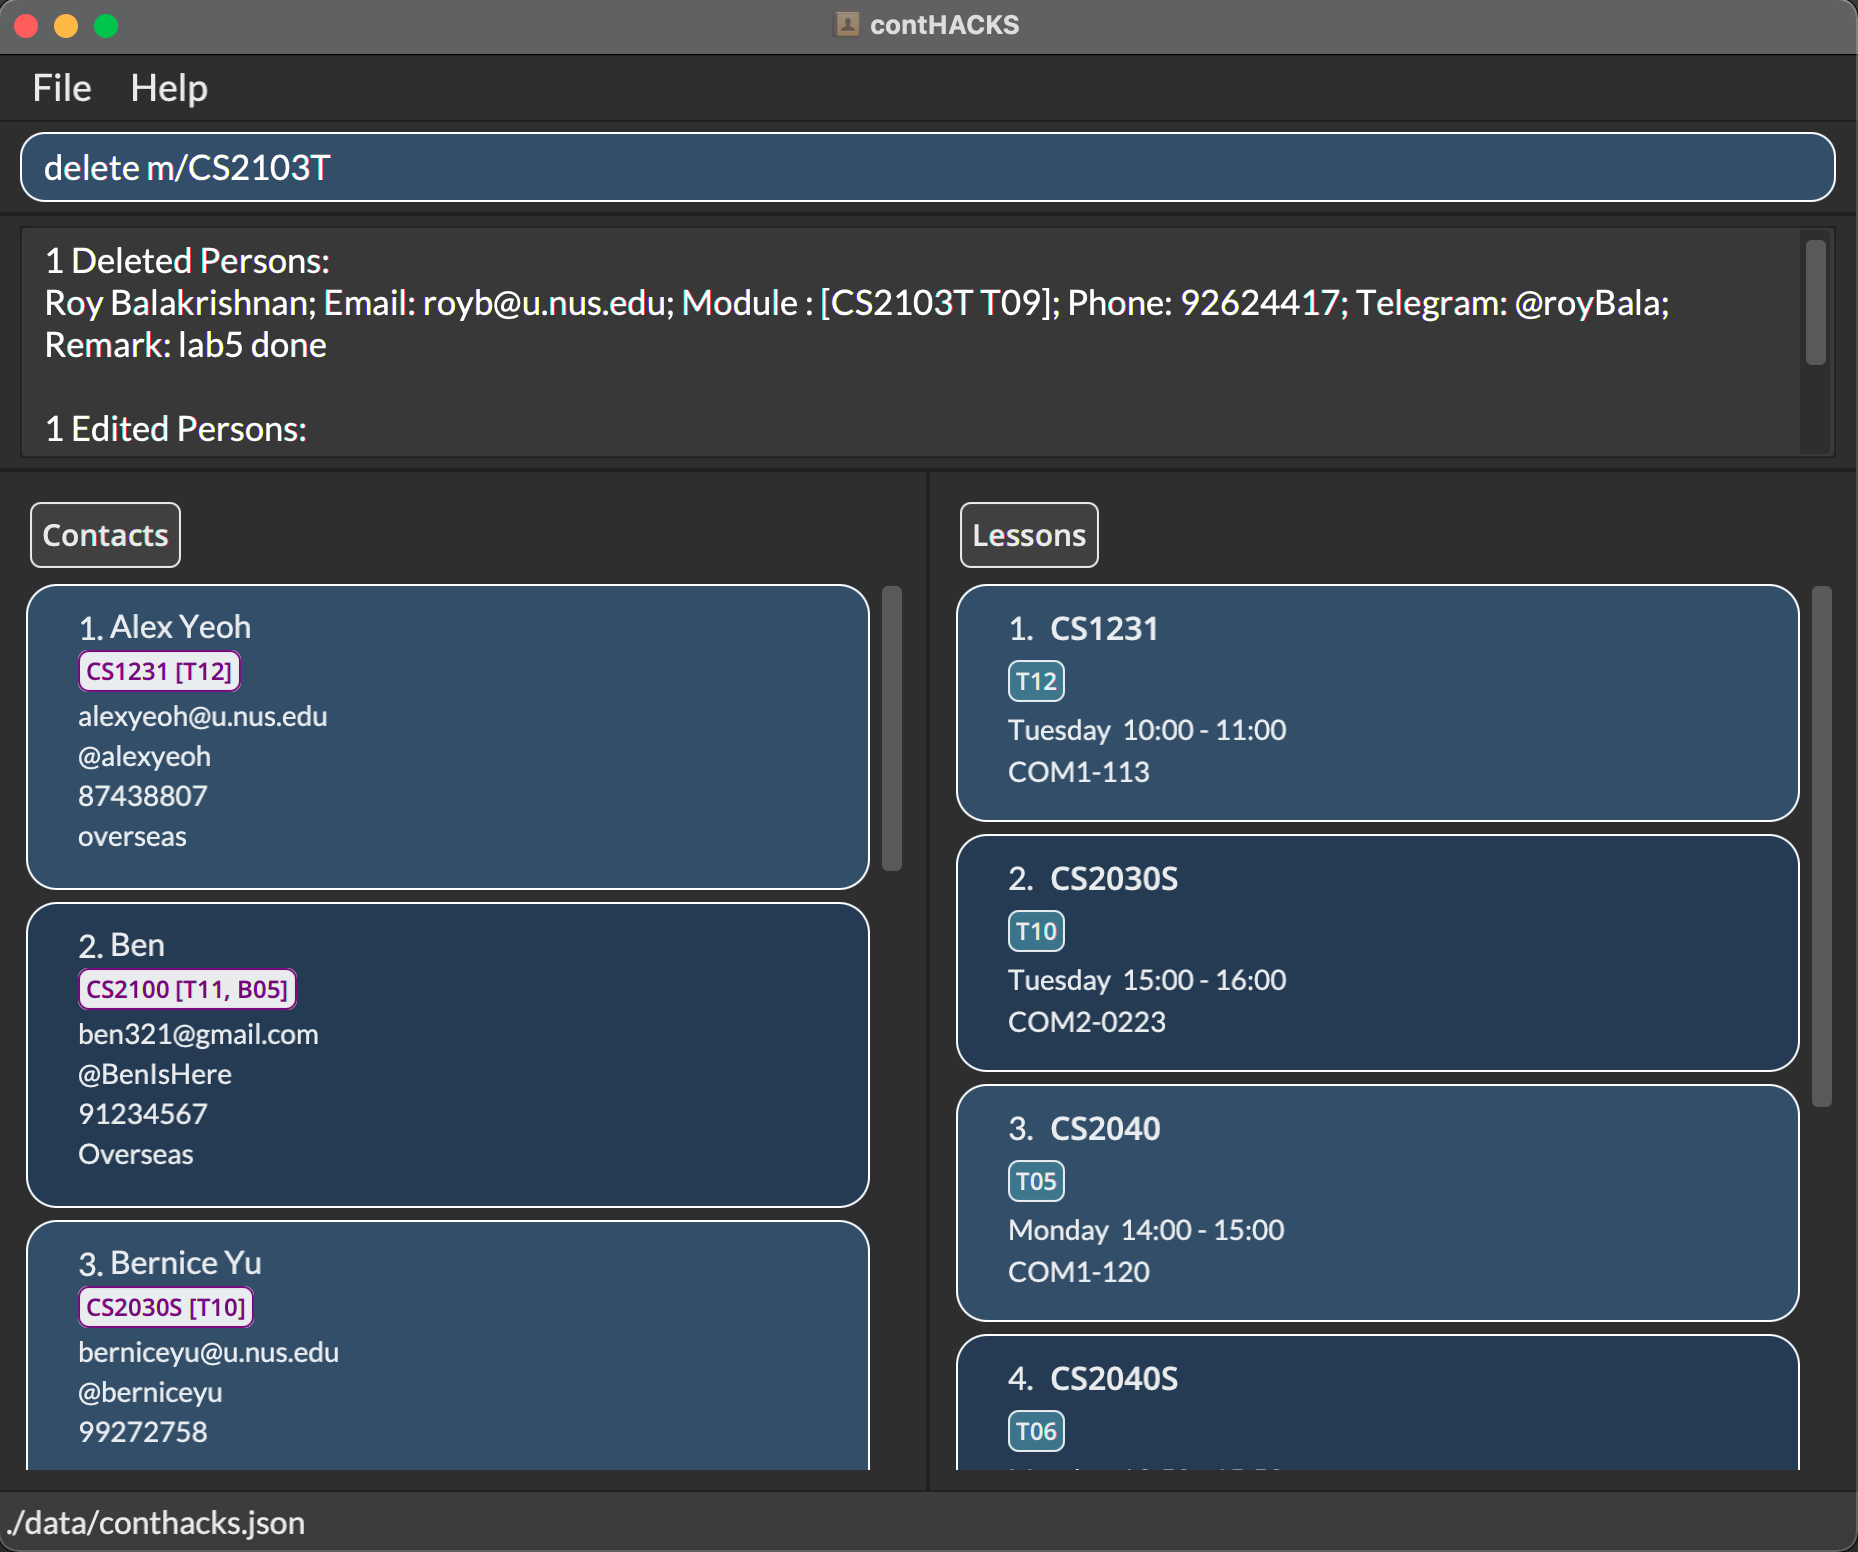 contHACKS
File Help
delete m/CS2103T
1 Deleted Persons:
Roy Balakrishnan; Email: royb@u.nus.edu; Module : [CS2103T T09]; Phone: 92624417; Telegram: @royBala;
Remark: lab5 done
1 Edited Persons:
Contacts
1. Alex Yeoh
CS1231 [T12]
alexyeoh@u.nus.edu
@alexyeoh
87438807
overseas
2. Ben
CS2100 [T11, B05]
ben321@gmail.com
@BenIsHere
91234567
Overseas
3. Bernice Yu
CS2030S [T10]
berniceyu@u.nus.edu
@berniceyu
99272758
Lessons
1. CS1231
T12
Tuesday 10:00 - 11:00
COM1-113
2. CS2030S
T10
Tuesday 15:00 - 16:00
COM2-0223
3. CS2040
T05
Monday 14:00 - 15:00
COM1-120
4. CS2040S
T06
./data/conthacks.json